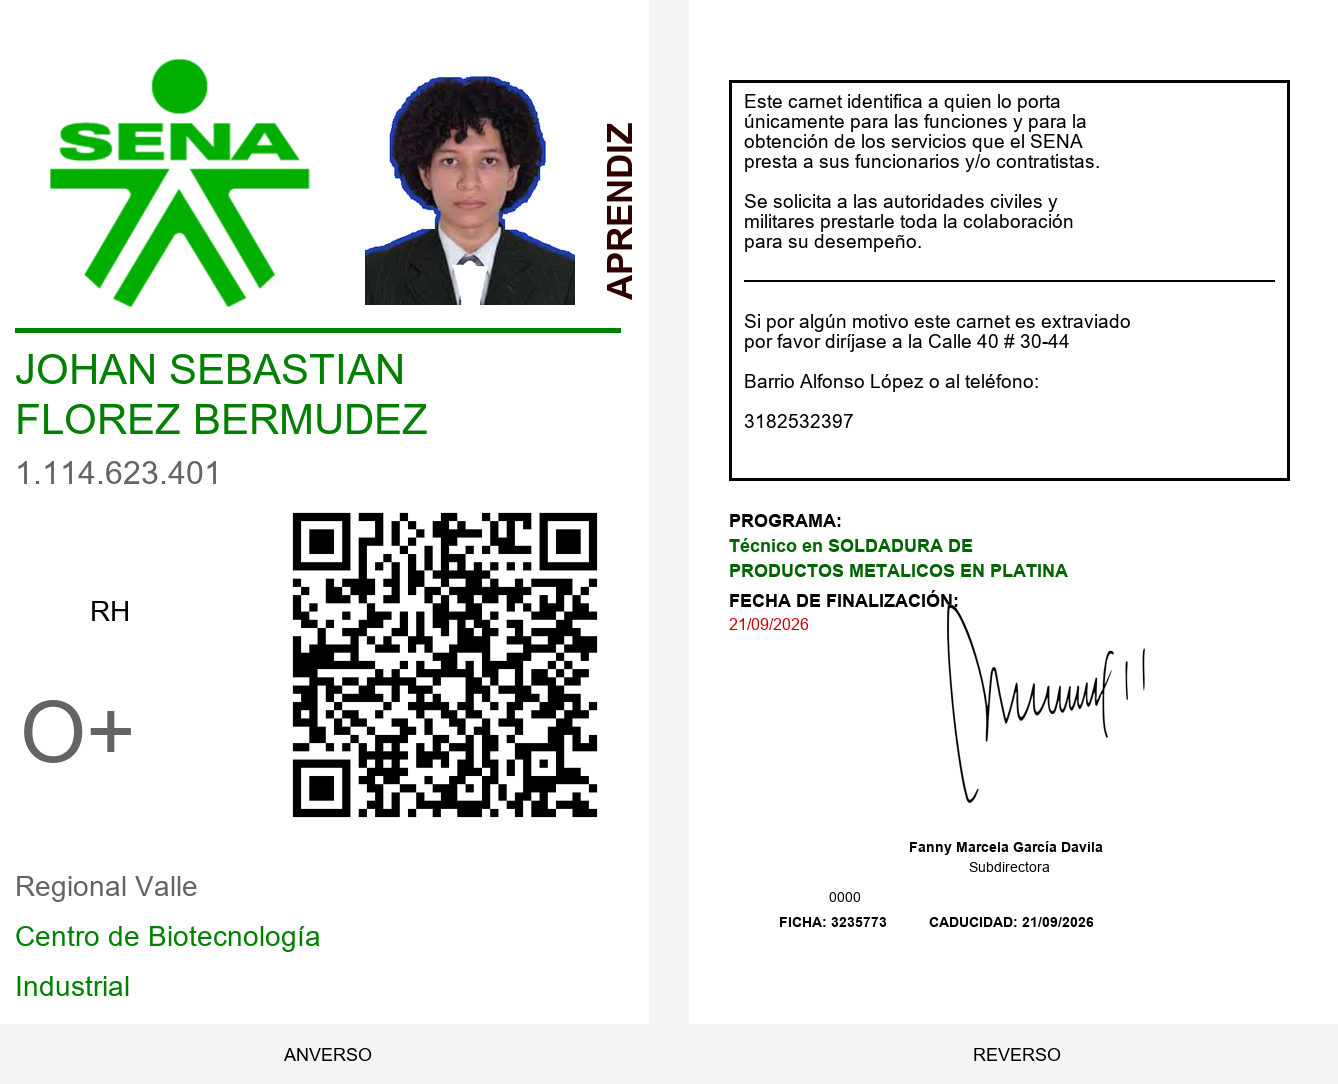 SENA
APRENDIZ
JOHAN SEBASTIAN
FLOREZ BERMUDEZ
1.114.623.401
RH
O+
Regional Valle
Centro de Biotecnología
Industrial
ANVERSO
Este carnet identifica a quien lo porta
únicamente para las funciones y para la
obtención de los servicios que el SENA
presta a sus funcionarios y/o contratistas.
Se solicita a las autoridades civiles y
militares prestarle toda la colaboración
para su desempeño.
Si por algún motivo este carnet es extraviado
por favor diríjase a la Calle 40 # 30-44
Barrio Alfonso López o al teléfono:
3182532397
PROGRAMA:
Técnico en SOLDADURA DE
PRODUCTOS METALICOS EN PLATINA
FECHA DE FINALIZACIÓN:
21/09/2026
Fanny Marcela García Davila
Subdirectora
0000
FICHA: 3235773 CADUCIDAD: 21/09/2026
REVERSO